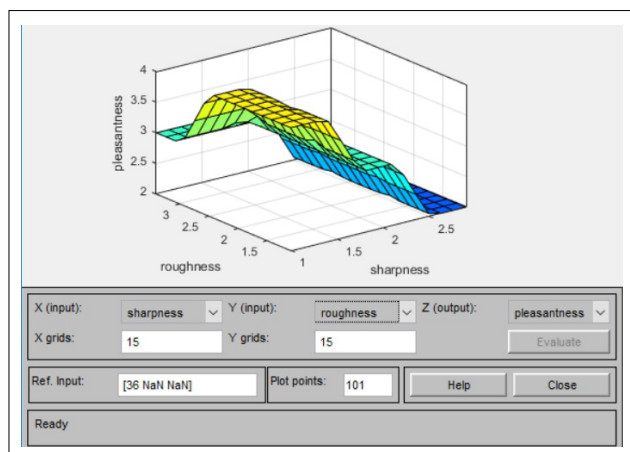 4
3.5
3
2.5
2
pleasantness
3
2.5
2
1.5
roughness
1
1.5
2
2.5
sharpness
X (input): sharpness Y (input): roughness Z (output): pleasantness
X grids: 15 Y grids: 15 Evaluate
Ref. Input: [36 NaN NaN] Plot points: 101 Help Close
Ready